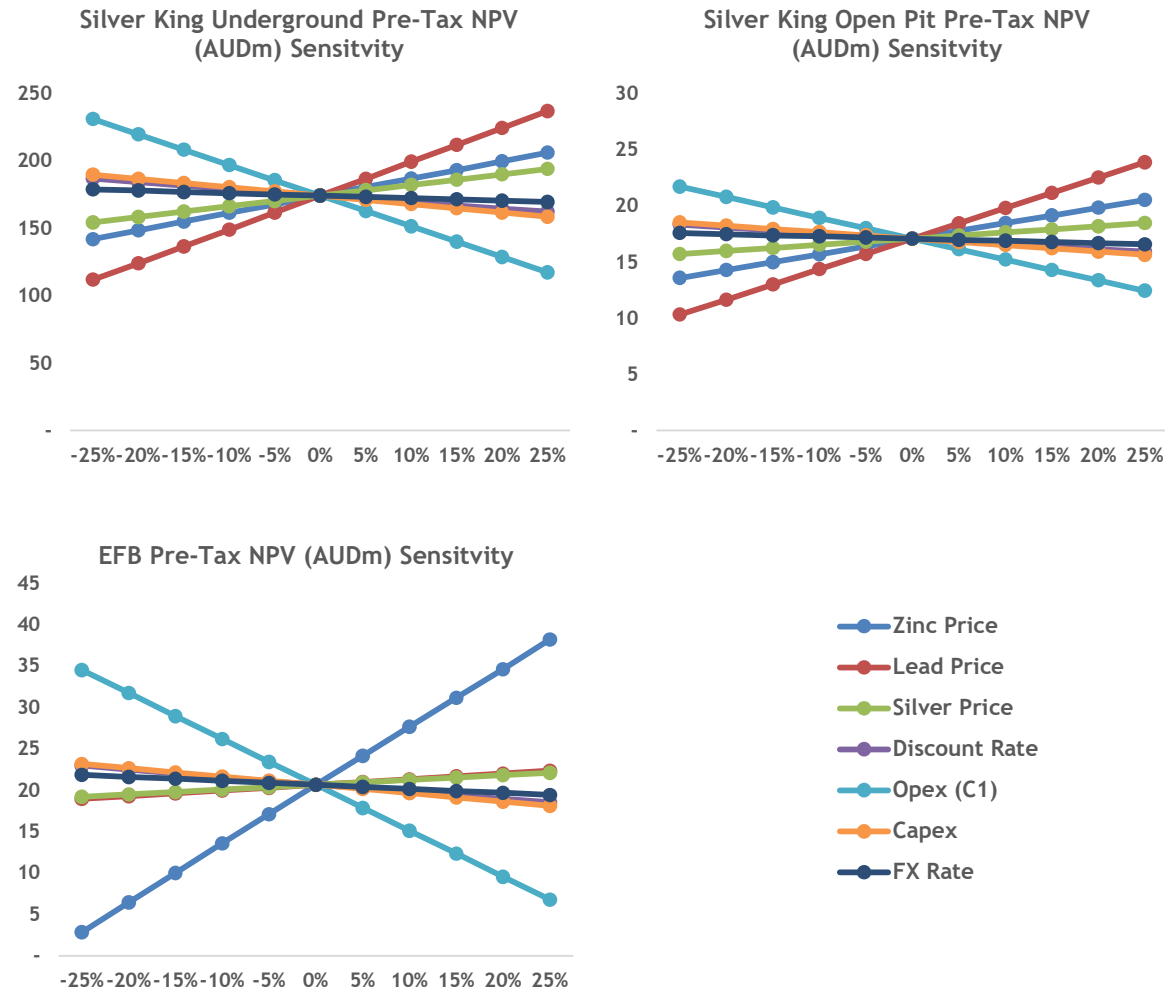 Silver King Underground Pre-Tax NPV
(AUDm) Sensitvity
250
200
150
100
50
-
-25% -20% -15% -10% -5% 0% 5% 10% 15% 20% 25%
Silver King Open Pit Pre-Tax NPV
(AUDm) Sensitvity
30
25
20
15
10
5
-
-25% -20% -15% -10% -5% 0% 5% 10% 15% 20% 25%
EFB Pre-Tax NPV (AUDm) Sensitvity
45
40
35
30
25
20
15
10
5
-
-25% -20% -15% -10% -5% 0% 5% 10% 15% 20% 25%
Zinc Price
Lead Price
Silver Price
Discount Rate
Opex (C1)
Capex
FX Rate